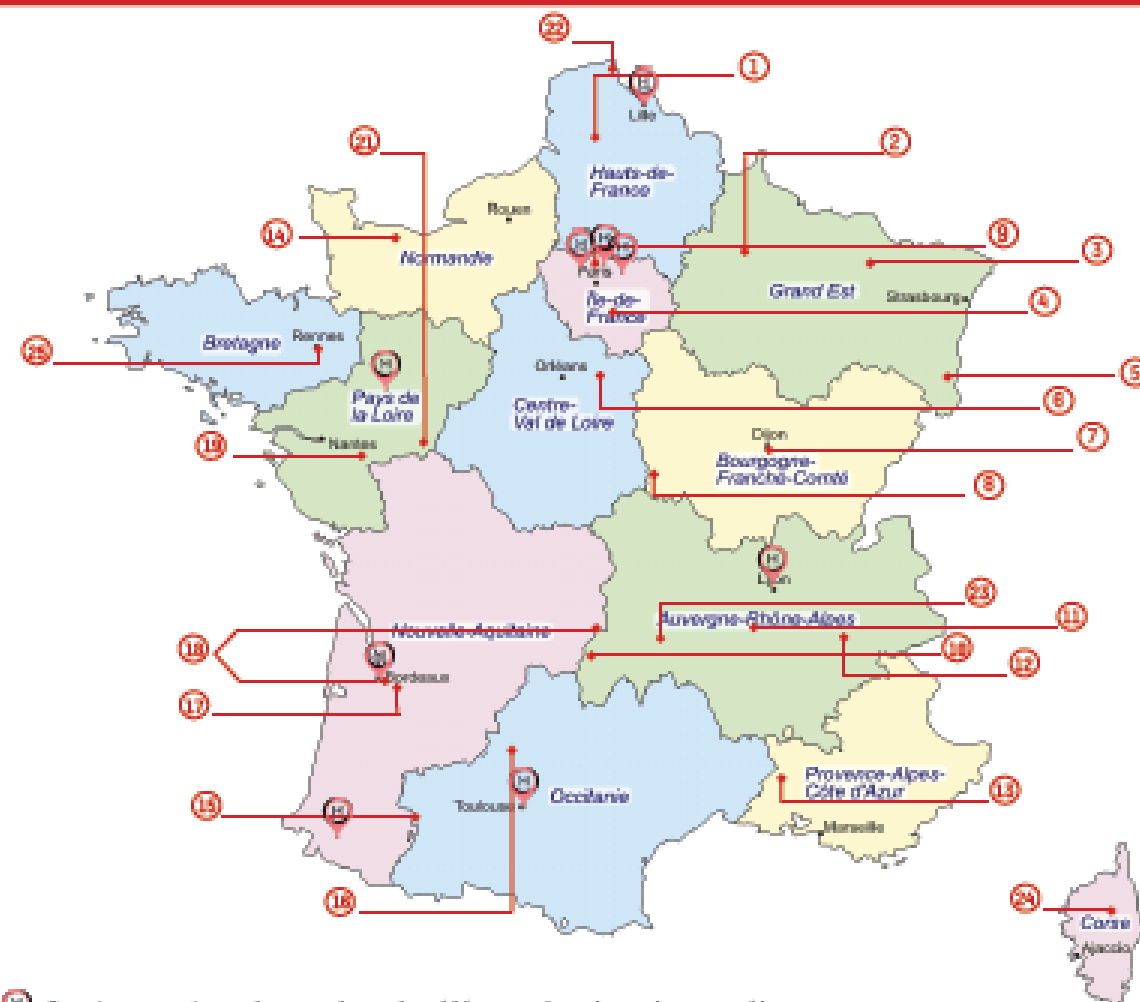 22
1
H
Lille
21
2
Hauts-de-
France
Rouen
14
9
H H H
3
Normandie
Paris
Grand Est
Île-de-
France
Strasbourg
4
Bretagne
Rennes
H
Orléans
5
Pays de
la Loire
Centre-
Val de Loire
6
Dijon
7
19
Nantes
Bourgogne-
Franche-Comté
8
H
Lyon
23
Auvergne-Rhône-Alpes
11
Nouvelle-Aquitaine
18
H
12
Bordeaux
17
Provence-Alpes-
Côte d'Azur
H
Toulouse
Occitanie
13
15
H
Marseille
16
24
Corse
Ajaccio
H